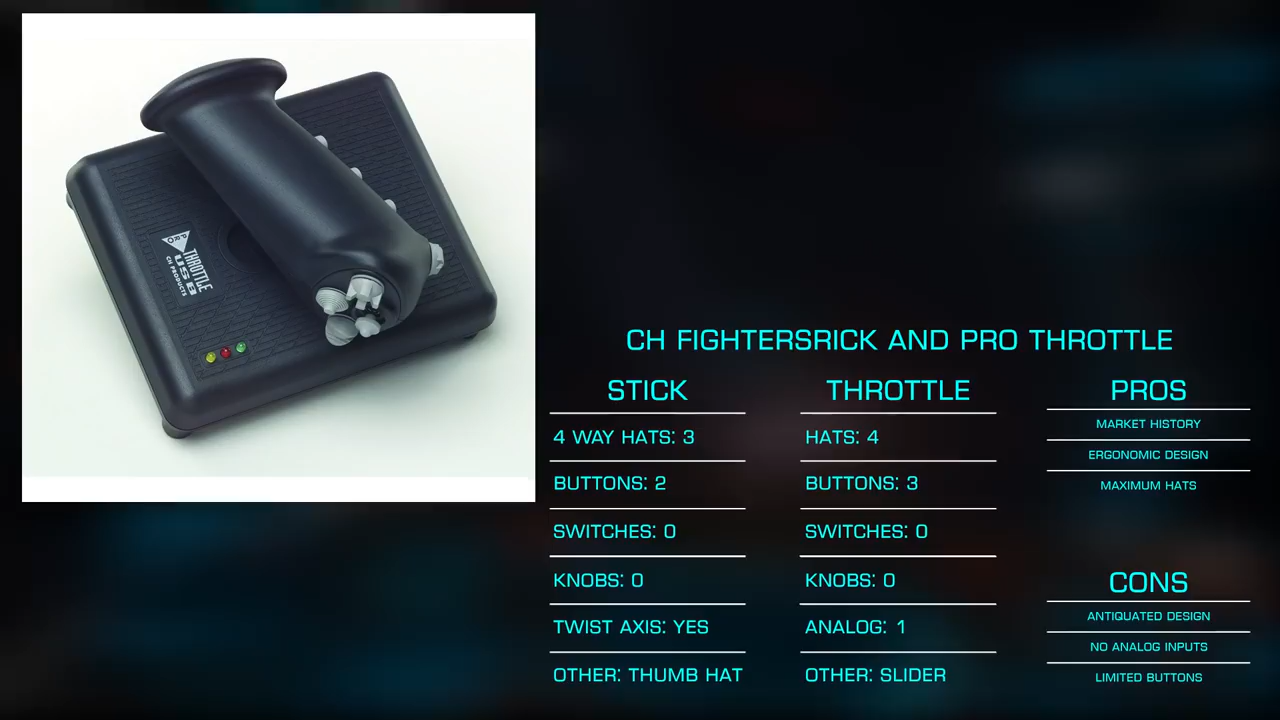 PRO
THROTTLE
USB
CH PRODUCTS
CH FIGHTERSRICK AND PRO THROTTLE
STICK
4 WAY HATS: 3
BUTTONS: 2
SWITCHES: 0
KNOBS: 0
TWIST AXIS: YES
OTHER: THUMB HAT
THROTTLE
HATS: 4
BUTTONS: 3
SWITCHES: 0
KNOBS: 0
ANALOG: 1
OTHER: SLIDER
PROS
MARKET HISTORY
ERGONOMIC DESIGN
MAXIMUM HATS
CONS
ANTIQUATED DESIGN
NO ANALOG INPUTS
LIMITED BUTTONS